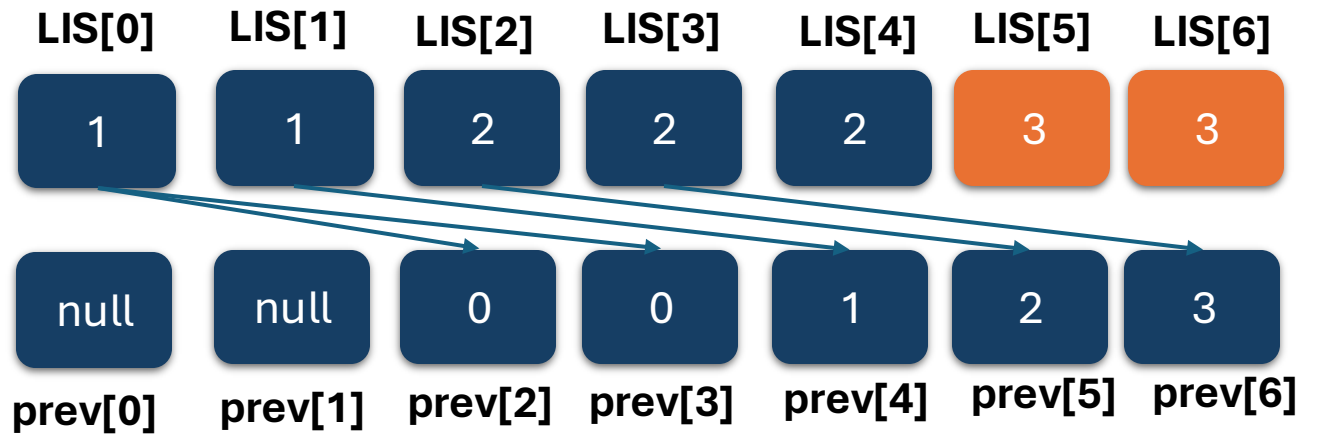 LIS[0] LIS[1] LIS[2] LIS[3] LIS[4] LIS[5] LIS[6]
1 1 2 2 2 3 3
null null 0 0 1 2 3
prev[0] prev[1] prev[2] prev[3] prev[4] prev[5] prev[6]